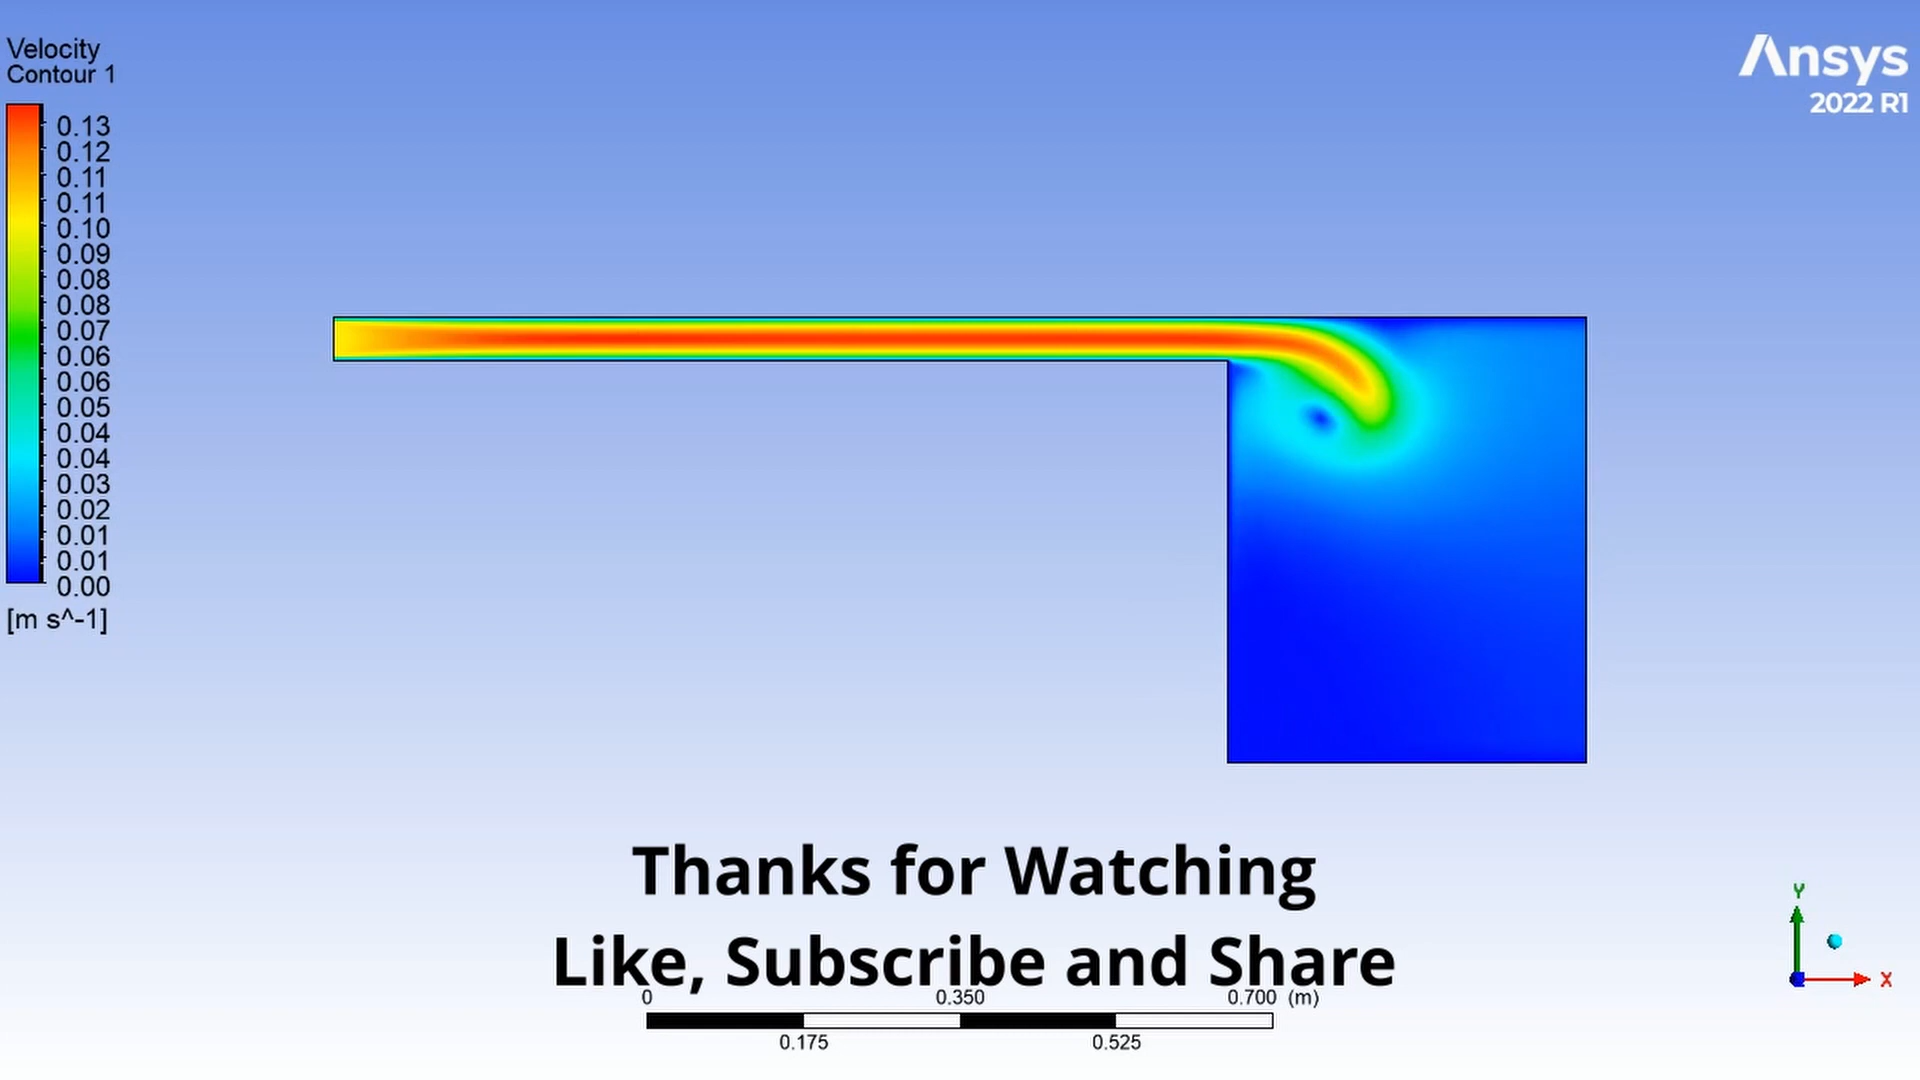 Velocity
Contour 1
0.13
0.12
0.11
0.11
0.10
0.09
0.08
0.08
0.07
0.06
0.06
0.05
0.04
0.04
0.03
0.02
0.01
0.01
0.00
[m s^-1]
Ansys
2022 R1
Thanks for Watching
Like, Subscribe and Share
0 0.350 0.700 (m)
0.175 0.525
Y
X